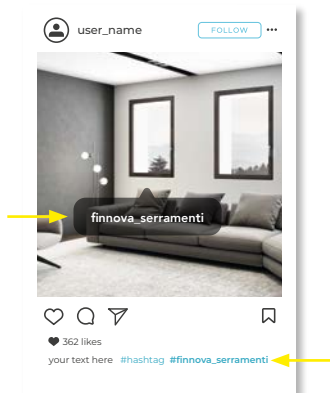 user_name
FOLLOW
finnova_serramenti
362 likes
your text here #hashtag #finnova_serramenti